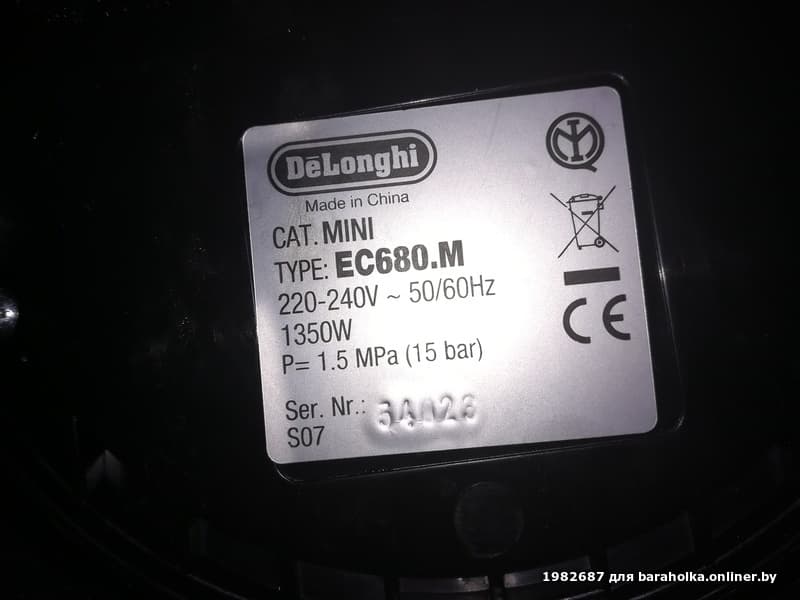 DeLonghi
Made in China
CAT. MINI
TYPE: EC680.M
220-240V ~ 50/60Hz
1350W
P= 1.5 MPa (15 bar)
Ser. Nr.:
S07
CE
1982687 для baraholka.onliner.by